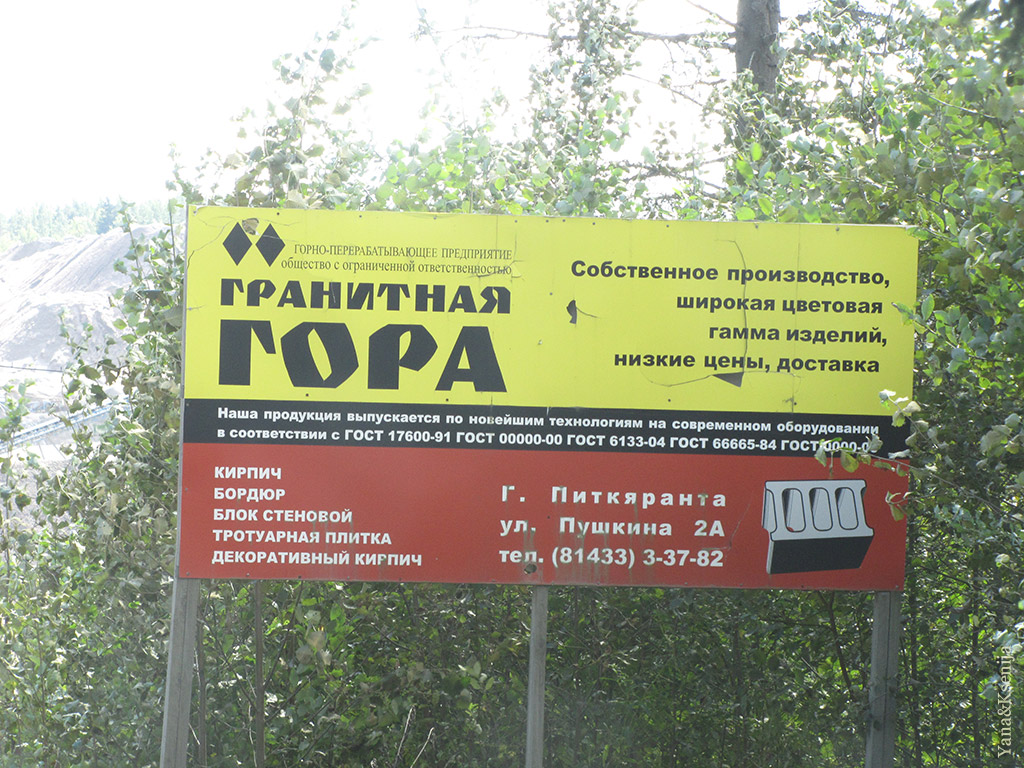 ГОРНО-ПЕРЕРАБАТЫВАЮЩЕЕ ПРЕДПРИЯТИЕ
общество с ограниченной ответственностью
ГРАНИТНАЯ
ГОРА
Собственное производство,
широкая цветовая
гамма изделий,
низкие цены, доставка
Наша продукция выпускается по новейшим технологиям на современном оборудовании
в соответствии с ГОСТ 17600-91 ГОСТ 00000-00 ГОСТ 6133-04 ГОСТ 66665-84 ГОСТ
КИРПИЧ
БОРДЮР
БЛОК СТЕНОВОЙ
ТРОТУАРНАЯ ПЛИТКА
ДЕКОРАТИВНЫЙ КИРПИЧ
Г. Питкяранта
ул. Пушкина 2А
тел. (81433) 3-37-82
Yana&Ksenija